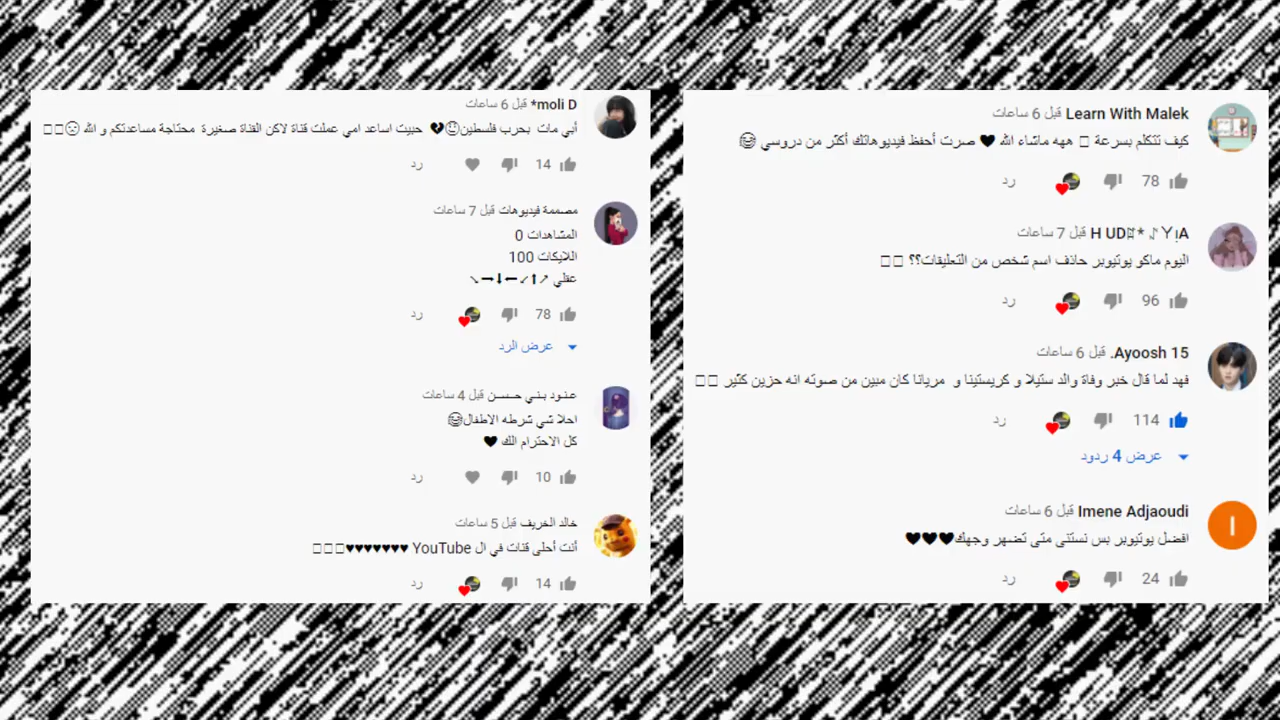 Learn With Malek قبل 6 ساعات
كيف تتكلم بسرعة ههه ماشاء الله ♥ صرت أحفظ فيديوهاتك أكثر من دروسي 😅
78
رد
قبل 7 ساعات
اليوم ماكو يوتيوبر حاذف اسم شخص من التعليقات؟؟
96
رد
Ayoosh 15. قبل 6 ساعات
فهد لما قال خبر وفاة والد ستيلا و كريستينا و مريانا كان مبين من صوته انه حزين كثير
114
رد
عرض 4 ردود
Imene Adjaoudi قبل 6 ساعات
افضل يوتيوبر بس نستنى متى تضهر وجهك♥♥♥
24
رد
moli D* قبل 6 ساعات
أبي مات بحرب فلسطين💔 حبيت اساعد امي عملت قناة لاكن القناة صغيرة محتاجة مساعدتكم و الله
14
رد
مصممة فيديوهات قبل 7 ساعات
المشاهدات 0
اللايكات 100
عقلي ↗⬆↙⬅⬇➡↘
78
رد
عرض الرد
عنود بني حسن قبل 4 ساعات
احلا شي شرطه الاطفال😅
كل الاحترام الك ♥
10
رد
خالد الخريف قبل 5 ساعات
أنت أحلى قنات في ال YouTube ♥♥♥♥♥♥♥
14
رد